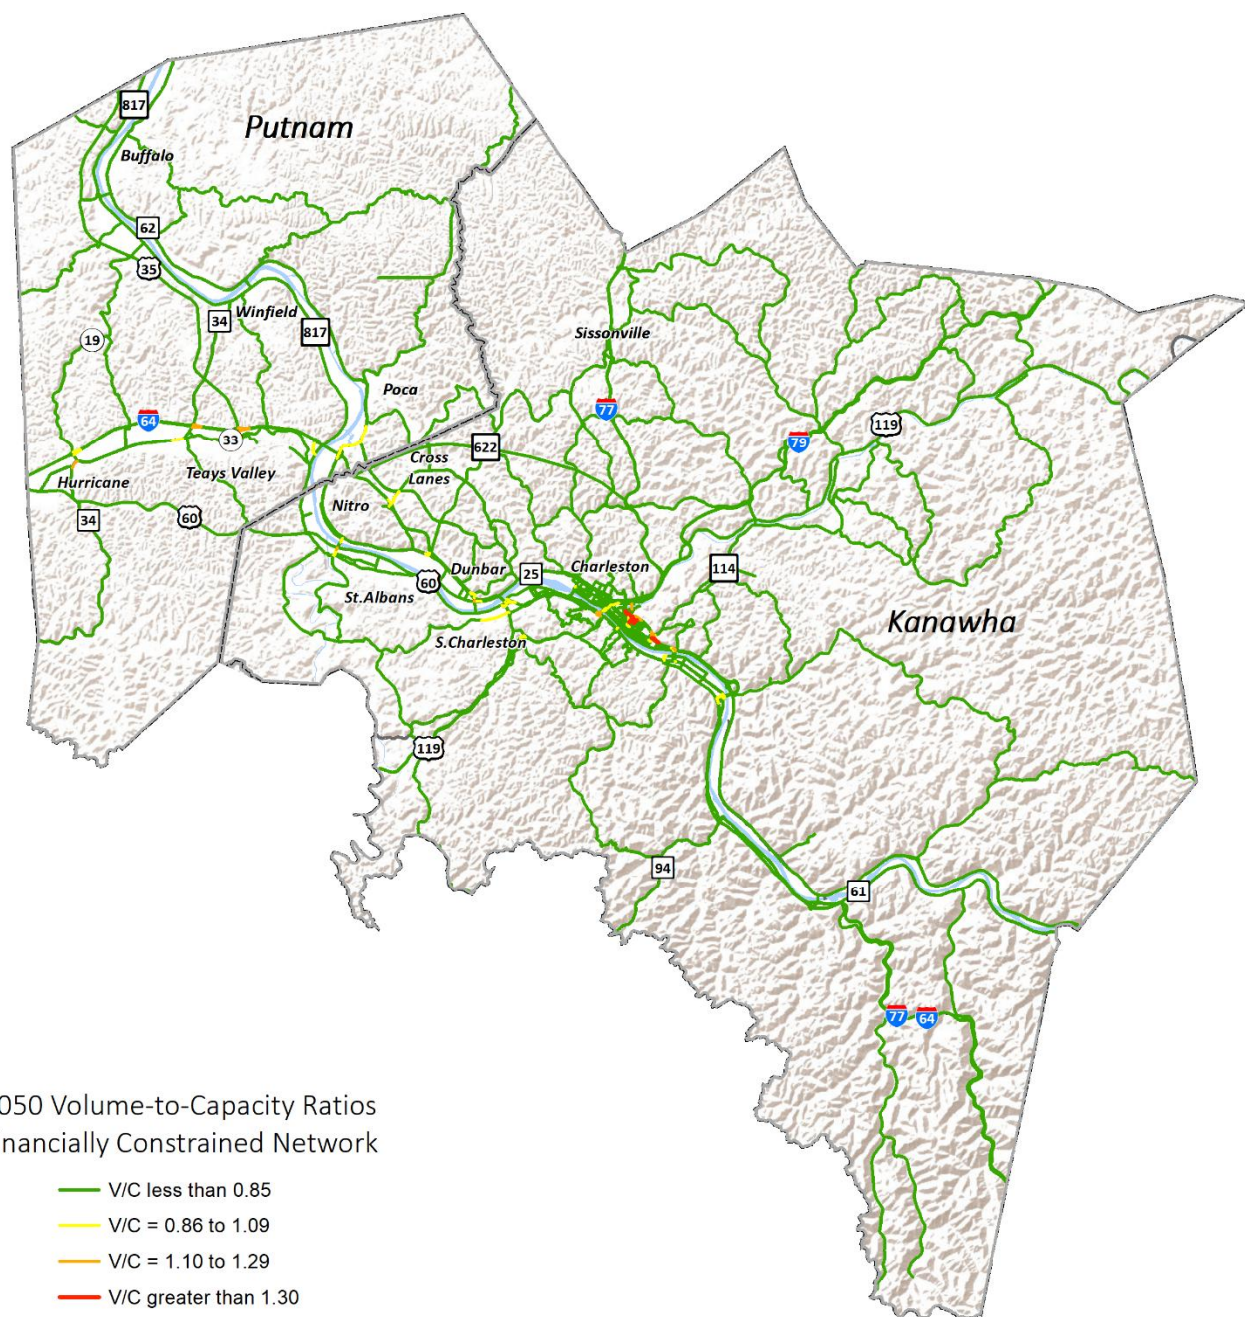 817
Putnam
Buffalo
62
35
34
Winfield
817
19
Sissonville
Poca
77
64
33
119
79
622
Cross
Lanes
Teays Valley
Hurricane
Nitro
34
60
Dunbar
25
Charleston
114
60
St.Albans
Kanawha
S.Charleston
119
94
61
77
64
050 Volume-to-Capacity Ratios
nancially Constrained Network
V/C less than 0.85
V/C = 0.86 to 1.09
V/C = 1.10 to 1.29
V/C greater than 1.30